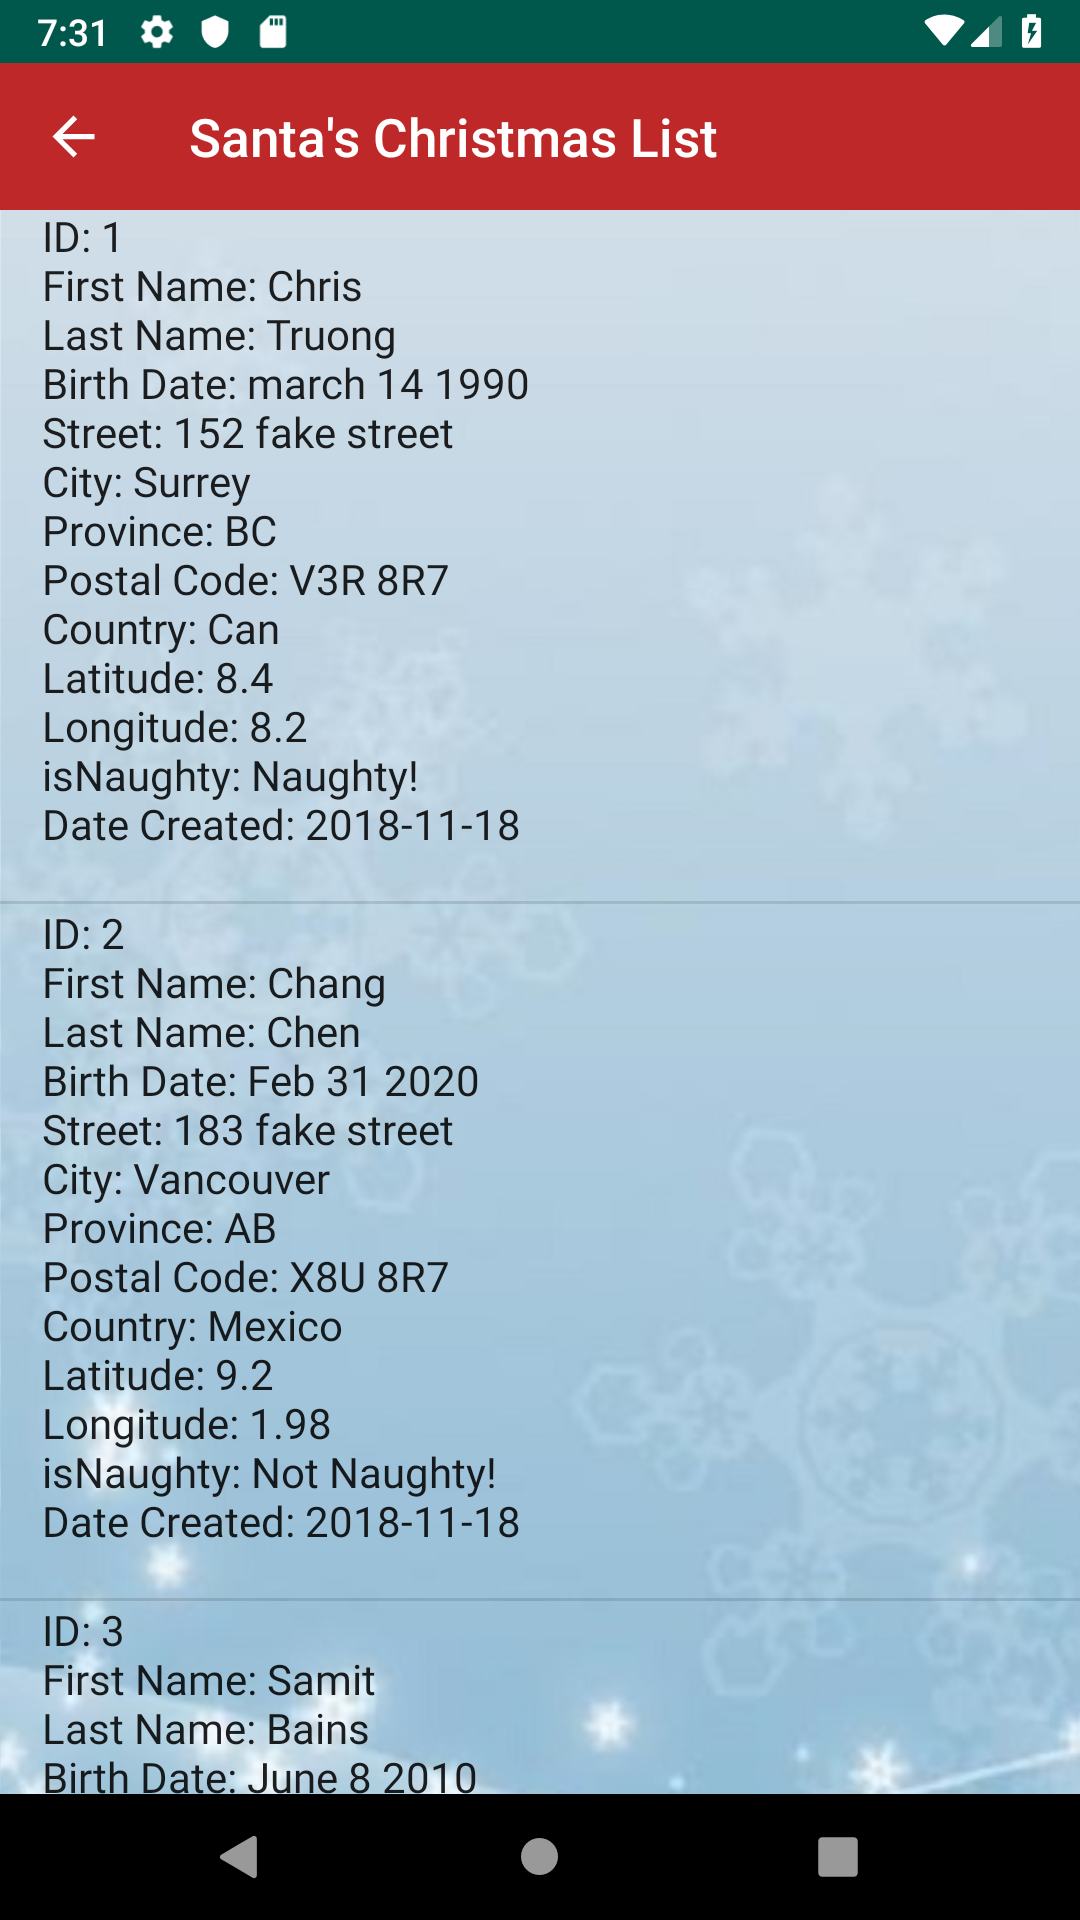 7:31
Santa's Christmas List
ID: 1
First Name: Chris
Last Name: Truong
Birth Date: march 14 1990
Street: 152 fake street
City: Surrey
Province: BC
Postal Code: V3R 8R7
Country: Can
Latitude: 8.4
Longitude: 8.2
isNaughty: Naughty!
Date Created: 2018-11-18
ID: 2
First Name: Chang
Last Name: Chen
Birth Date: Feb 31 2020
Street: 183 fake street
City: Vancouver
Province: AB
Postal Code: X8U 8R7
Country: Mexico
Latitude: 9.2
Longitude: 1.98
isNaughty: Not Naughty!
Date Created: 2018-11-18
ID: 3
First Name: Samit
Last Name: Bains
Birth Date: June 8 2010